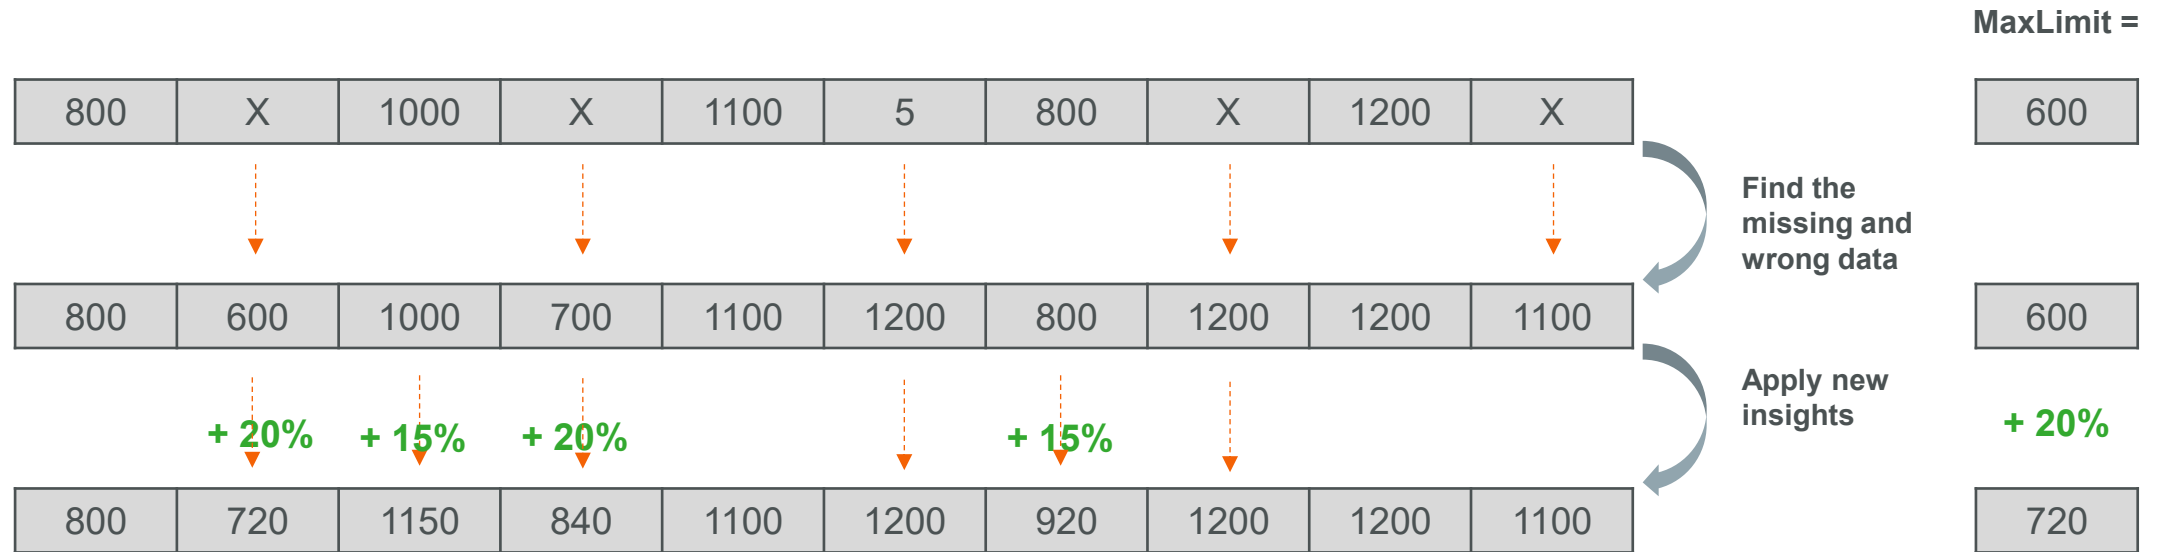 MaxLimit =
800 X 1000 X 1100 5 800 X 1200 X 600
Find the
missing and
wrong data
800 600 1000 700 1100 1200 800 1200 1200 1100 600
Apply new
insights
+ 20% + 15% + 20% + 15% + 20%
800 720 1150 840 1100 1200 920 1200 1200 1100 720